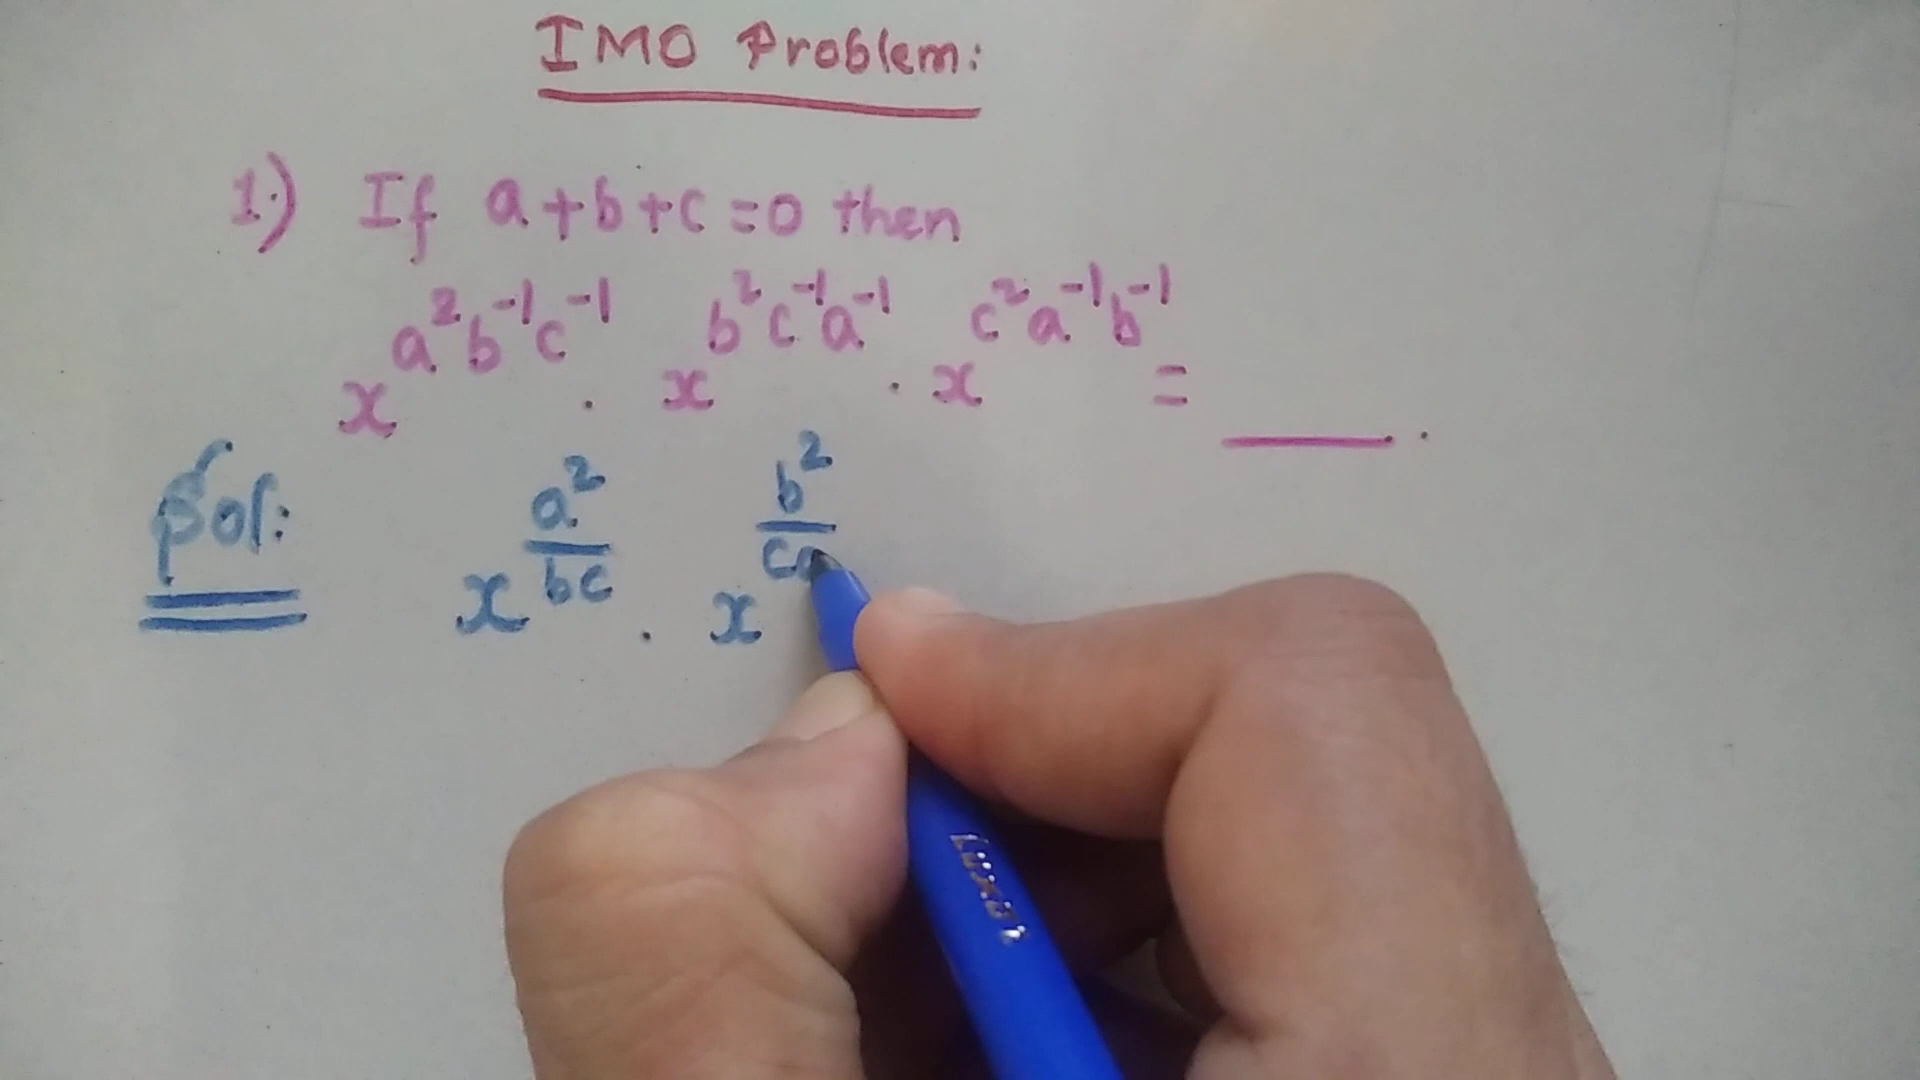 IMO Problem:
1.) If a+b+c=0 then
x^{a²b⁻¹c⁻¹} . x^{b²c⁻¹a⁻¹} . x^{c²a⁻¹b⁻¹} = ____ .
Sol: x^{a²/bc} . x^{b²/ca}